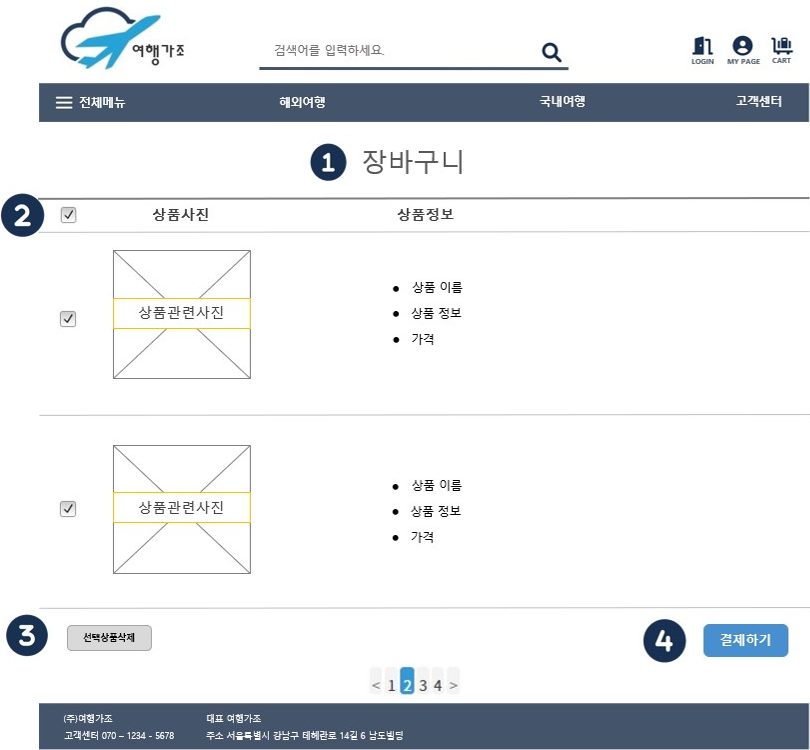 여행가조
검색어를 입력하세요.
LOGIN MY PAGE CART
전체메뉴 해외여행 국내여행 고객센터
1 장바구니
2 상품사진 상품정보
상품관련사진
● 상품 이름
● 상품 정보
● 가격
상품관련사진
● 상품 이름
● 상품 정보
● 가격
3 선택상품삭제
4 결제하기
< 1 2 3 4 >
(주)여행가조 대표 여행가조
고객센터 070 – 1234 - 5678 주소 서울특별시 강남구 테헤란로 14길 6 남도빌딩